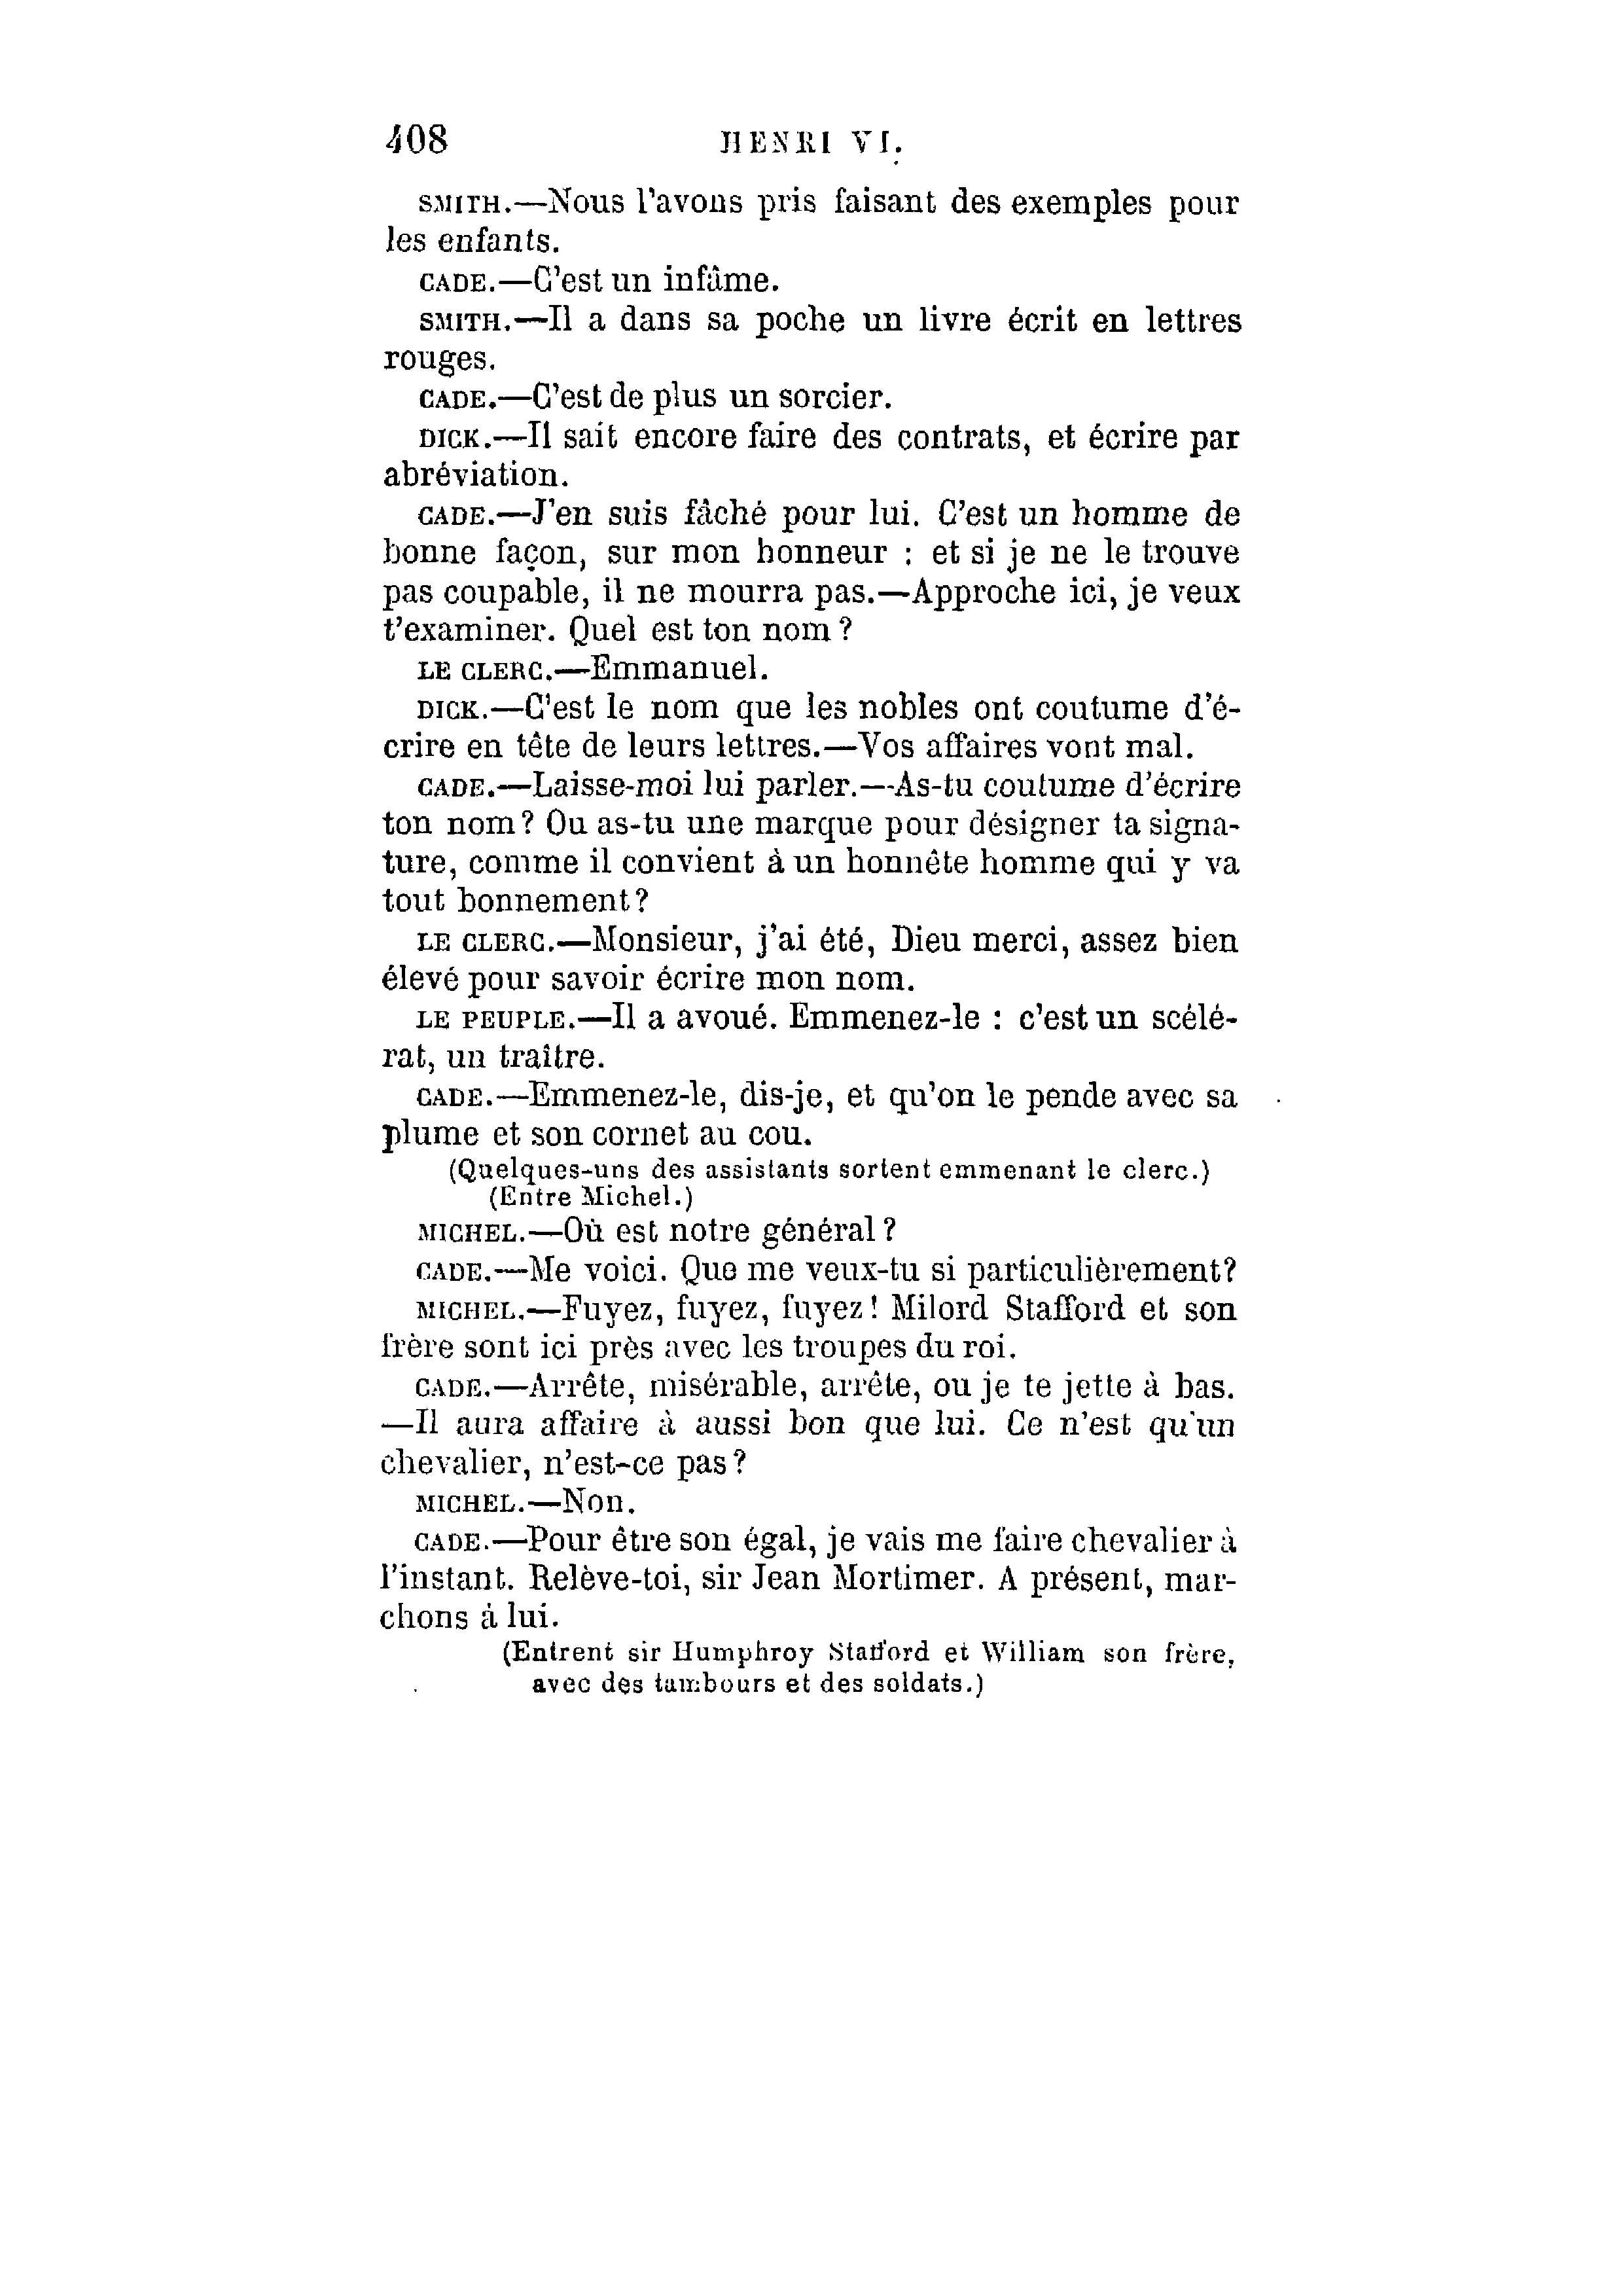 408 HENRI VI.
SMITH.—Nous l'avons pris faisant des exemples pour
les enfants.
CADE.—C'est un infâme.
SMITH.—Il a dans sa poche un livre écrit en lettres
rouges.
CADE.—C'est de plus un sorcier.
DICK.—Il sait encore faire des contrats, et écrire par
abréviation.
CADE.—J'en suis fâché pour lui. C'est un homme de
bonne façon, sur mon honneur : et si je ne le trouve
pas coupable, il ne mourra pas.—Approche ici, je veux
t'examiner. Quel est ton nom ?
LE CLERC.—Emmanuel.
DICK.—C'est le nom que les nobles ont coutume d'é-
crire en tête de leurs lettres.—Vos affaires vont mal.
CADE.—Laisse-moi lui parler.—As-tu coutume d'écrire
ton nom? Ou as-tu une marque pour désigner ta signa-
ture, comme il convient à un honnête homme qui y va
tout bonnement?
LE CLERC.—Monsieur, j'ai été, Dieu merci, assez bien
élevé pour savoir écrire mon nom.
LE PEUPLE.—Il a avoué. Emmenez-le : c'est un scélé-
rat, un traître.
CADE.—Emmenez-le, dis-je, et qu'on le pende avec sa
plume et son cornet au cou.
(Quelques-uns des assistants sortent emmenant le clerc.)
(Entre Michel.)
MICHEL.—Où est notre général ?
CADE.—Me voici. Que me veux-tu si particulièrement?
MICHEL.—Fuyez, fuyez, fuyez ! Milord Stafford et son
frère sont ici près avec les troupes du roi.
CADE.—Arrête, misérable, arrête, ou je te jette à bas.
—Il aura affaire à aussi bon que lui. Ce n'est qu'un
chevalier, n'est-ce pas ?
MICHEL.—Non.
CADE.—Pour être son égal, je vais me faire chevalier à
l'instant. Relève-toi, sir Jean Mortimer. A présent, mar-
chons à lui.
(Entrent sir Humphroy Stafford et William son frère,
avec des tambours et des soldats.)